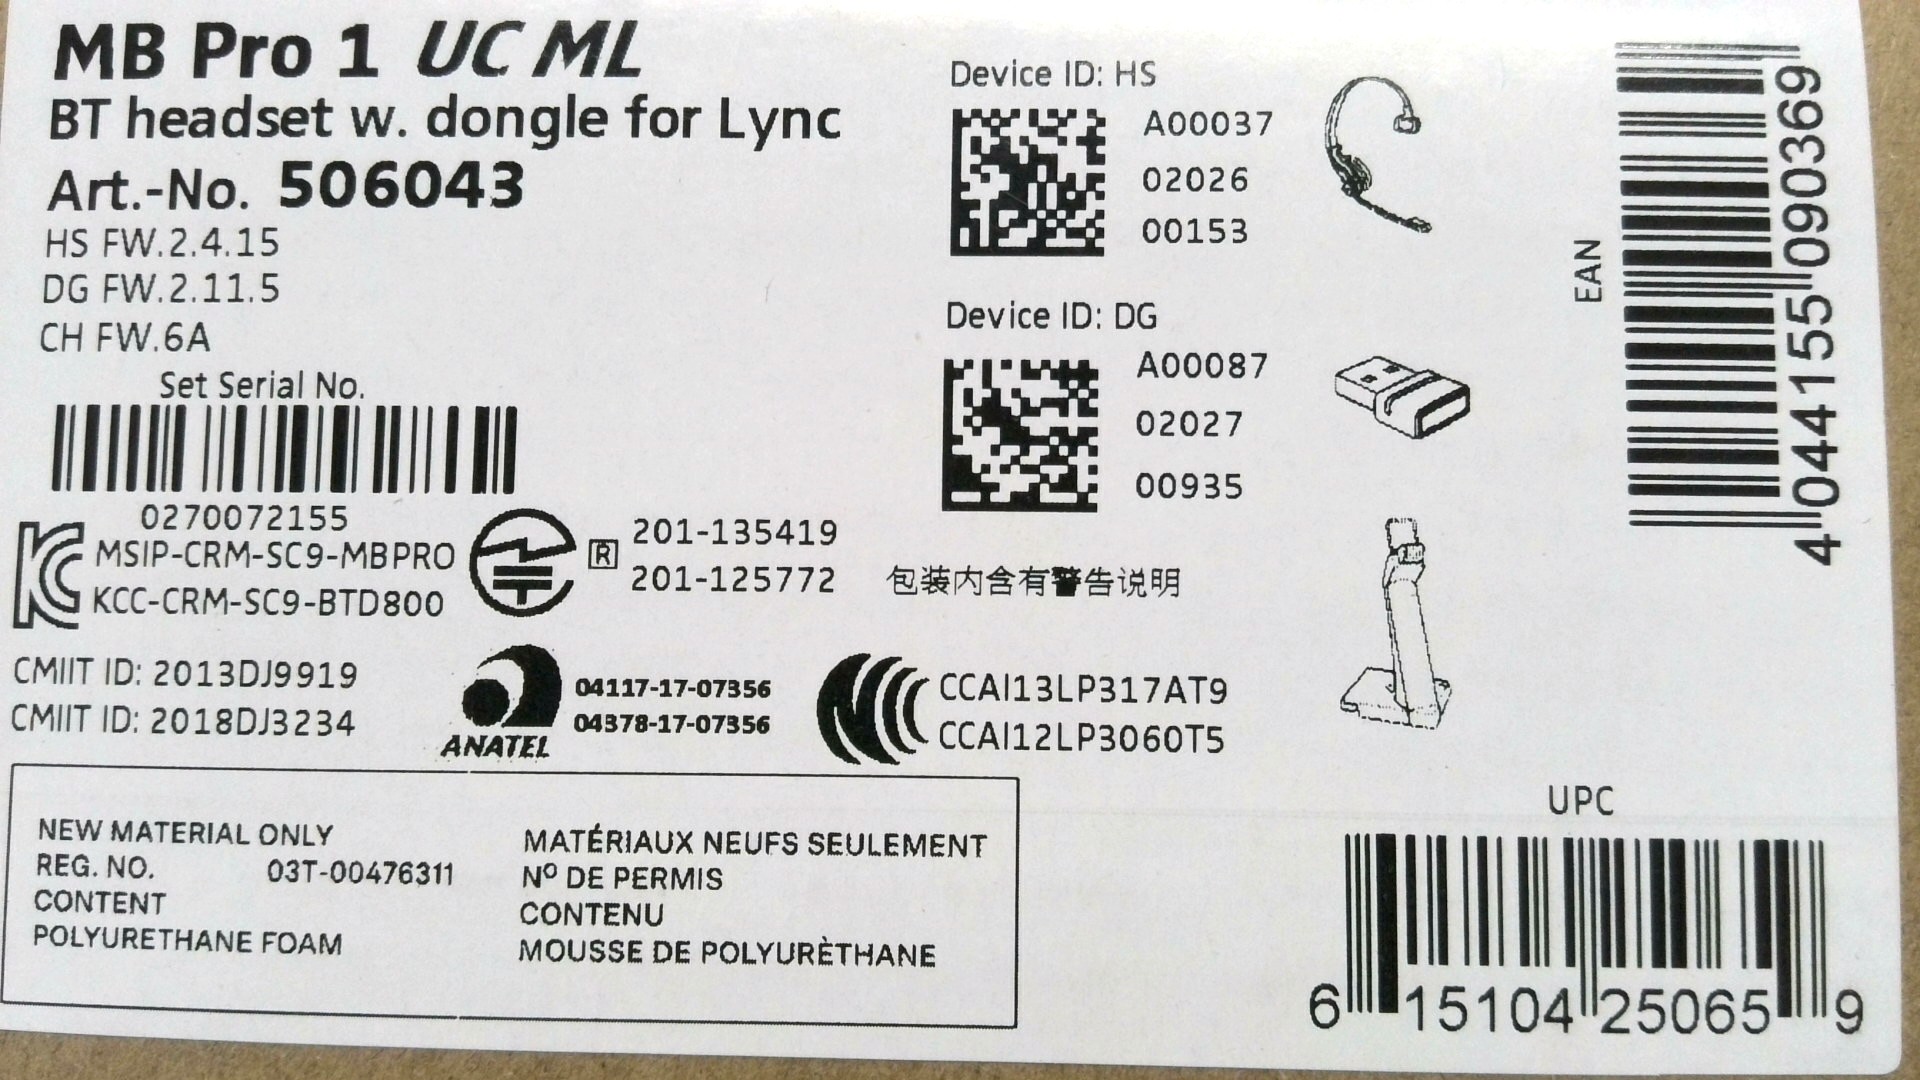 MB Pro 1 UC ML
BT headset w. dongle for Lync
Art.-No. 506043
HS FW.2.4.15
DG FW.2.11.5
CH FW.6A
Set Serial No.
0270072155
MSIP-CRM-SC9-MBPRO
KCC-CRM-SC9-BTD800
R 201-135419
201-125772
CMIIT ID: 2013DJ9919
CMIIT ID: 2018DJ3234
ANATEL
04117-17-07356
04378-17-07356
CCAI13LP317AT9
CCAI12LP3060T5
Device ID: HS
A00037
02026
00153
Device ID: DG
A00087
02027
00935
包装内含有警告说明
EAN
4 044155 090369
UPC
6 15104 25065 9
NEW MATERIAL ONLY
REG. NO. 03T-00476311
CONTENT
POLYURETHANE FOAM
MATÉRIAUX NEUFS SEULEMENT
Nº DE PERMIS
CONTENU
MOUSSE DE POLYURÈTHANE